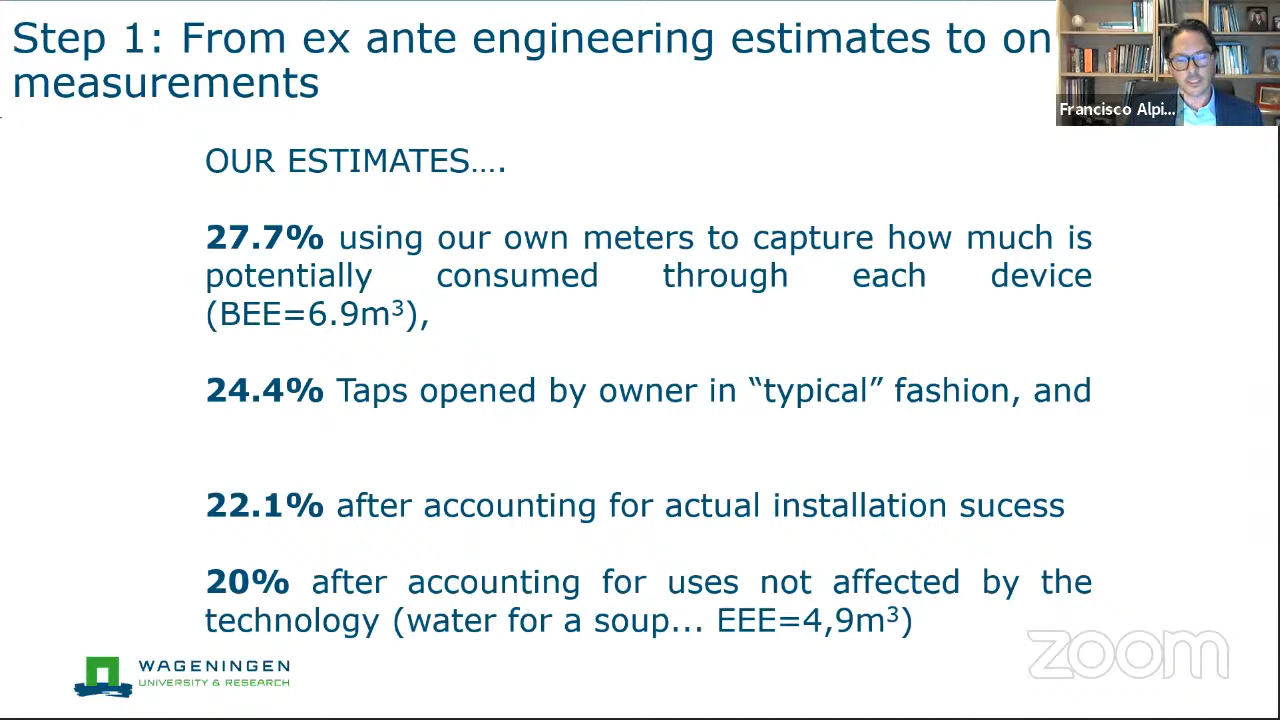 Step 1: From ex ante engineering estimates to on
measurements
Francisco Alpi...
OUR ESTIMATES….
27.7% using our own meters to capture how much is
potentially consumed through each device
(BEE=6.9m³),
24.4% Taps opened by owner in “typical” fashion, and
22.1% after accounting for actual installation sucess
20% after accounting for uses not affected by the
technology (water for a soup... EEE=4,9m³)
WAGENINGEN
UNIVERSITY & RESEARCH
zoom